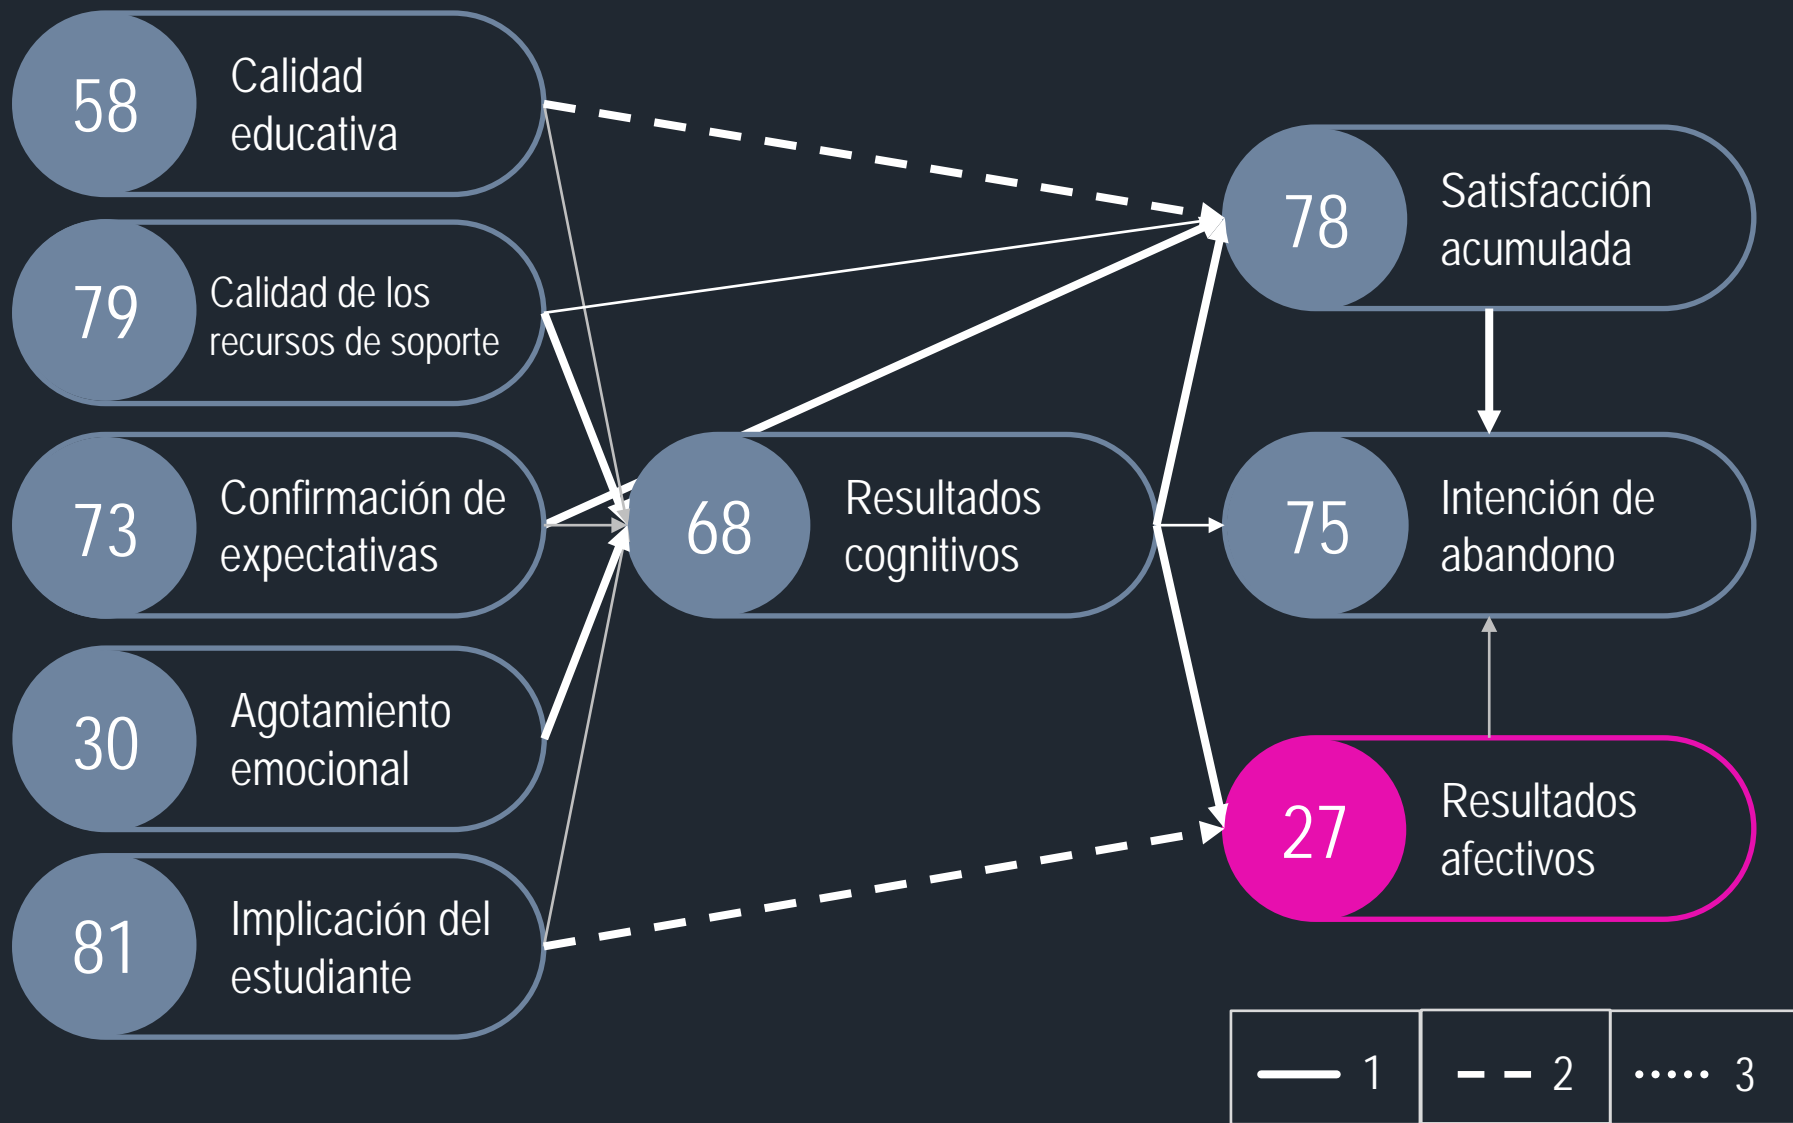 58
Calidad
educativa
79
Calidad de los
recursos de soporte
73
Confirmación de
expectativas
30
Agotamiento
emocional
81
Implicación del
estudiante
68
Resultados
cognitivos
78
Satisfacción
acumulada
75
Intención de
abandono
27
Resultados
afectivos
1
2
3